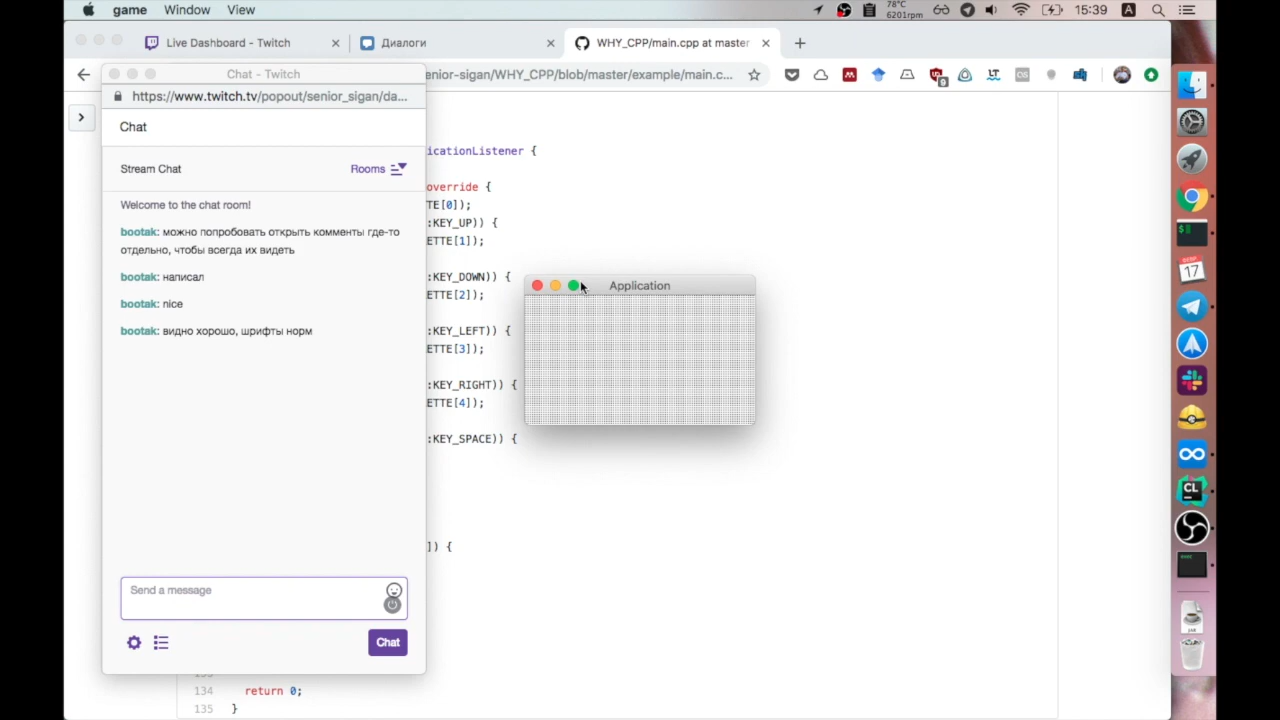 game Window View
78°C
6201rpm
15:39
A
Live Dashboard - Twitch
Диалоги
WHY_CPP/main.cpp at master
Chat - Twitch
enior-sigan/WHY_CPP/blob/master/example/main.c...
9
https://www.twitch.tv/popout/senior_sigan/da...
Chat
icationListener {
Stream Chat
Rooms
override {
Welcome to the chat room!
TE[0]);
:KEY_UP)) {
bootak: можно попробовать открыть комменты где-то
ETTE[1]);
отдельно, чтобы всегда их видеть
bootak: написал
:KEY_DOWN)) {
Application
ETTE[2]);
bootak: nice
bootak: видно хорошо, шрифты норм
:KEY_LEFT)) {
ETTE[3]);
:KEY_RIGHT)) {
ETTE[4]);
:KEY_SPACE)) {
]) {
Send a message
Chat
134 return 0;
135 }
17
CL